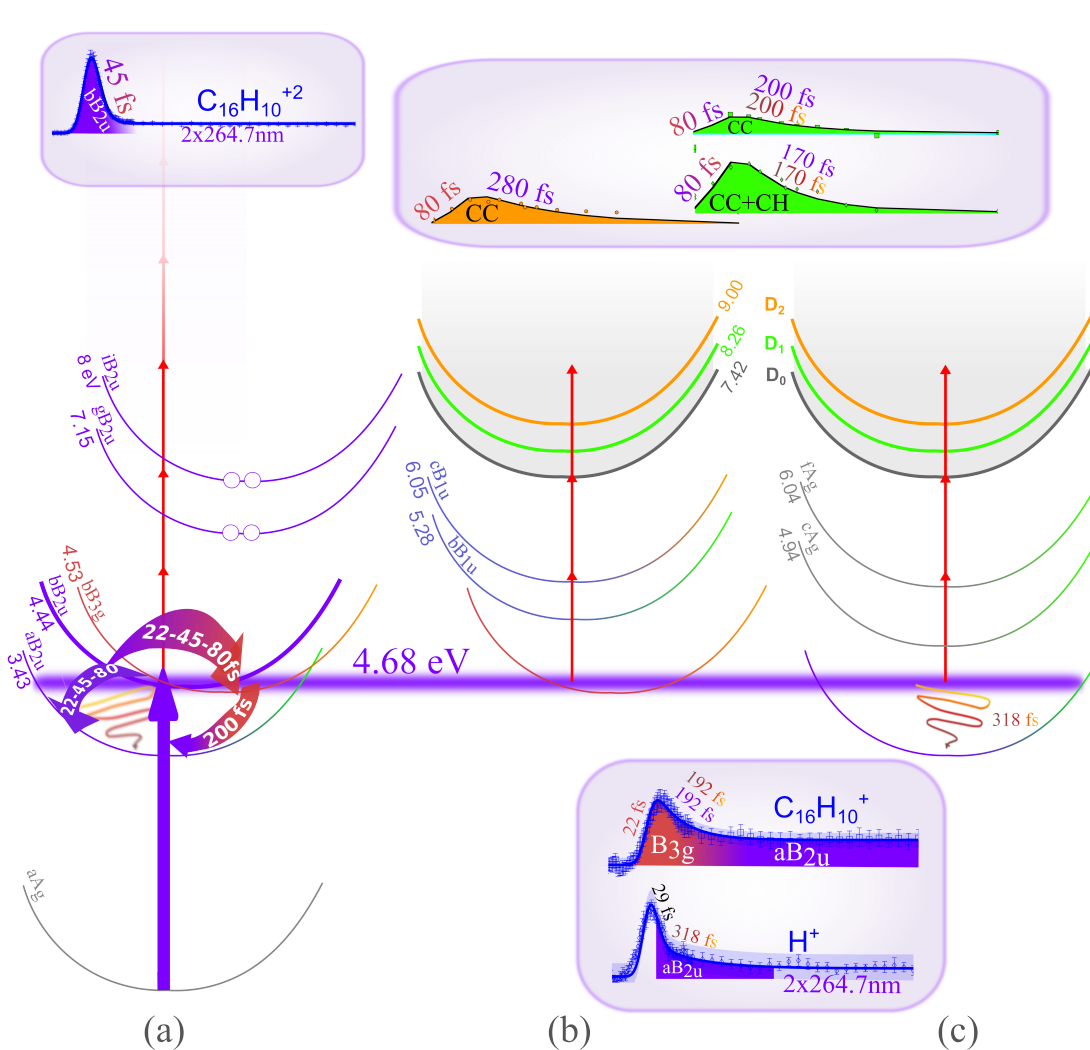 45 fs
bB2u
C16H10+2
2x264.7nm
200 fs
200 fs
80 fs
CC
170 fs
170 fs
80 fs
CC+CH
280 fs
80 fs
CC
iB2u
8 eV
gB2u
7.15
9.00
D2
8.26
D1
7.42
D0
cB1u
6.05
bB1u
5.28
fAg
6.04
cAg
4.94
4.53 bB3g
bB2u
4.44
aB2u
3.43
22-45-80fs
22-45-80
200 fs
4.68 eV
318 fs
192 fs
192 fs
22 fs
C16H10+
B3g
aB2u
29 fs
318 fs
H+
aB2u
2x264.7nm
aAg
(a)
(b)
(c)